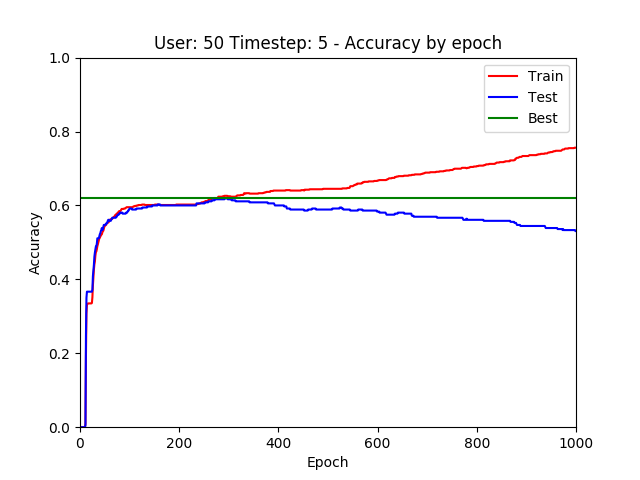 User: 50 Timestep: 5 - Accuracy by epoch
1.0
0.8
0.6
0.4
0.2
0.0
Accuracy
Train
Test
Best
0 200 400 600 800 1000
Epoch